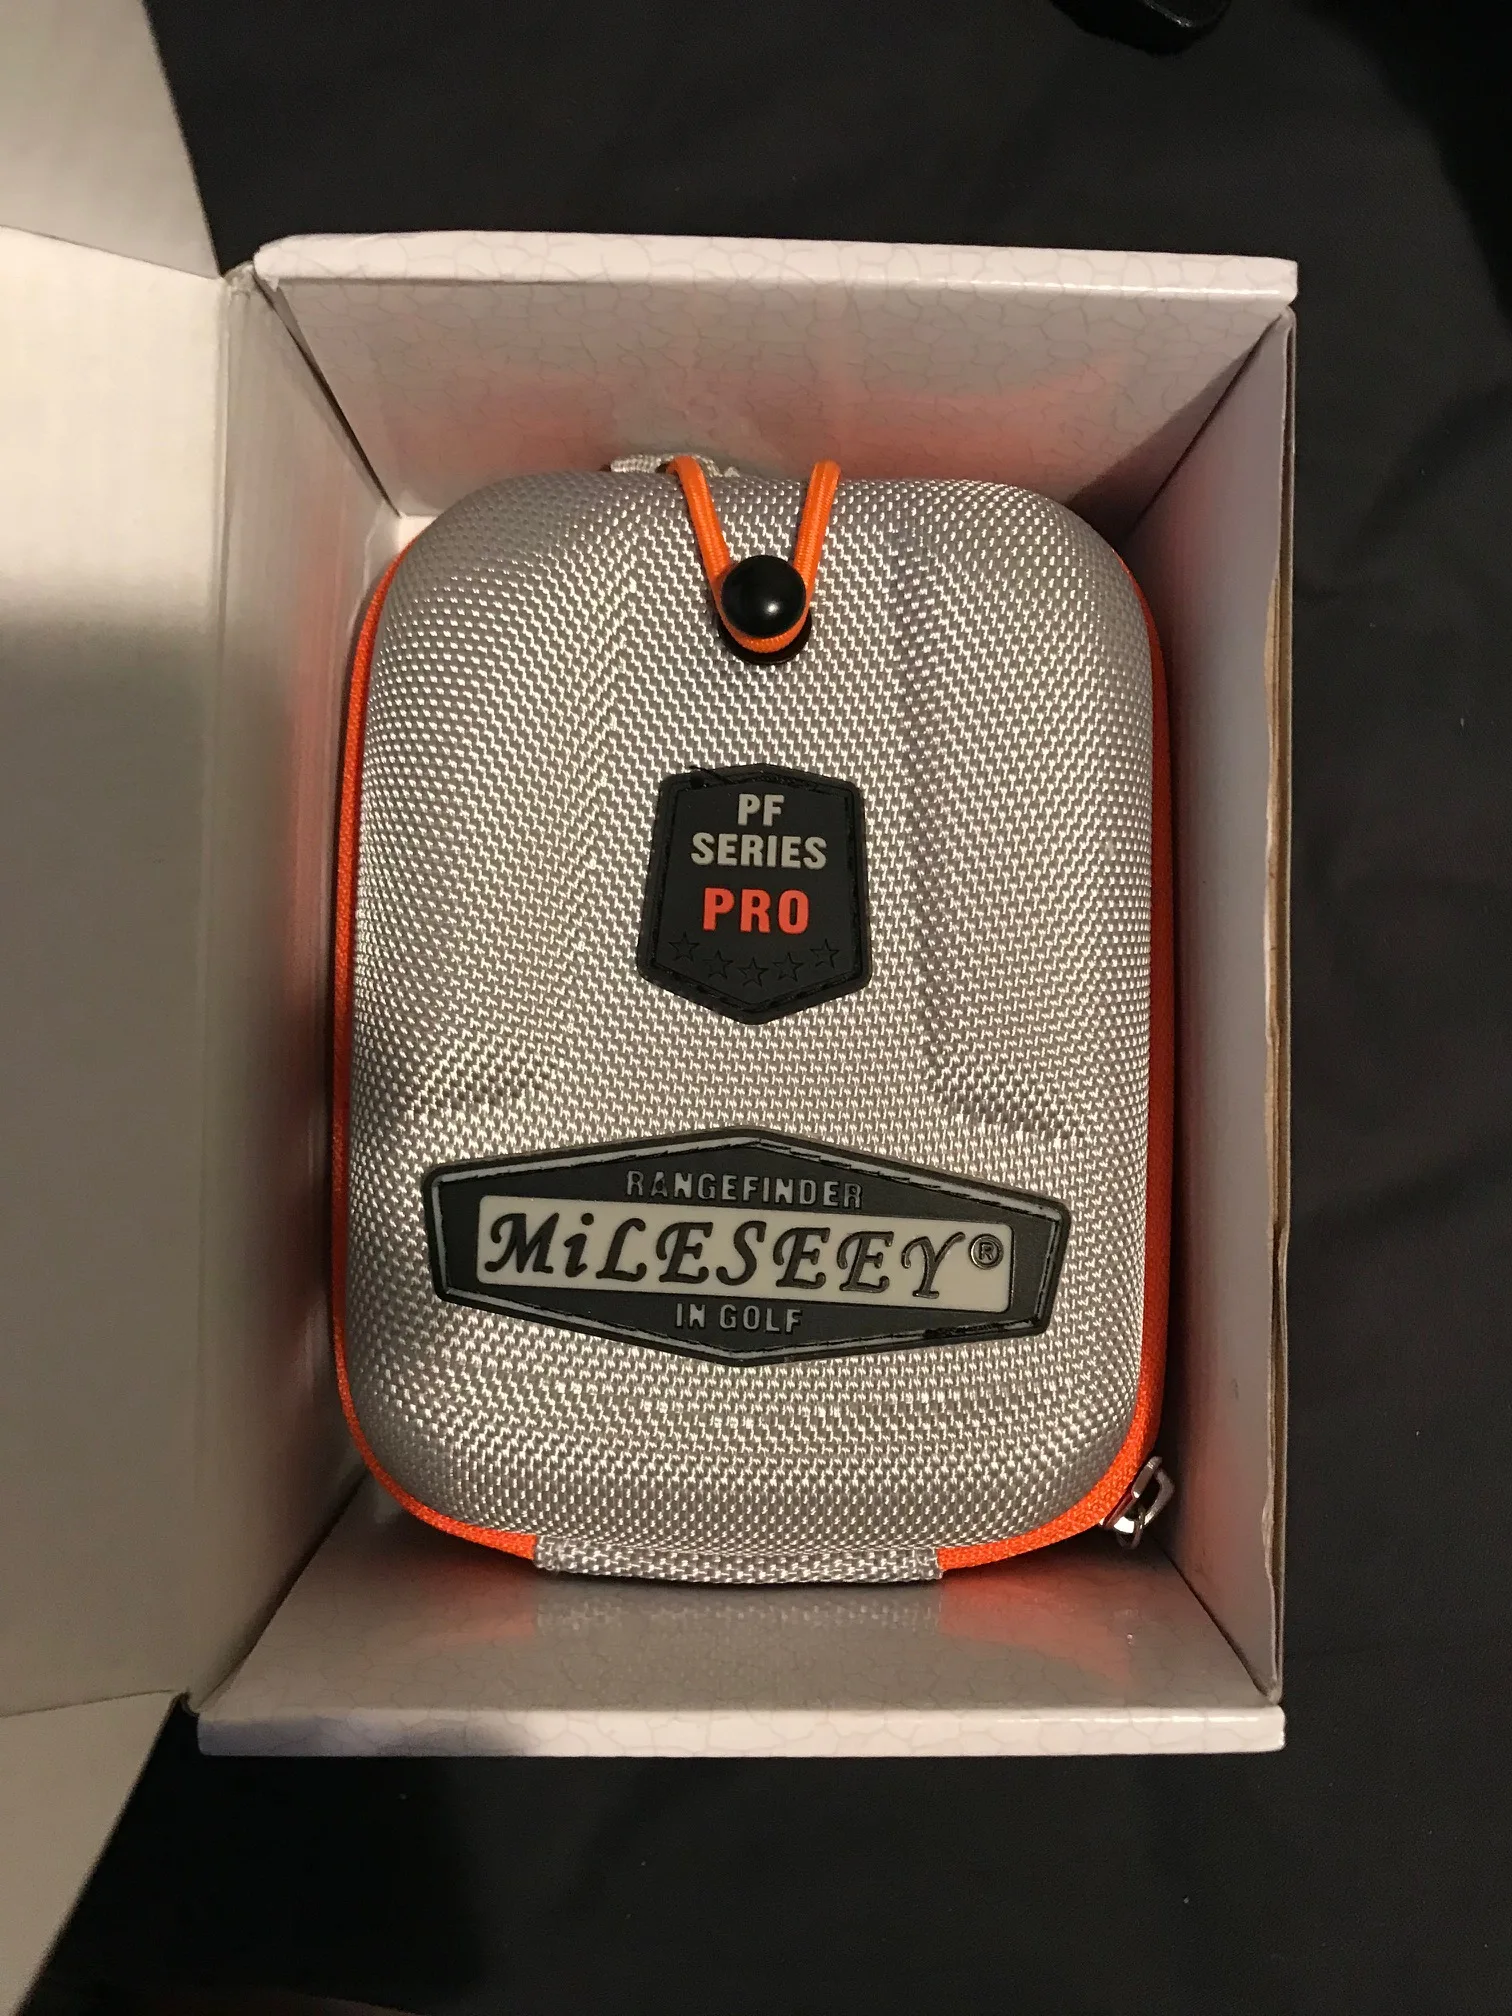 PF
SERIES
PRO
RANGEFINDER
MiLESEEY®
IN GOLF